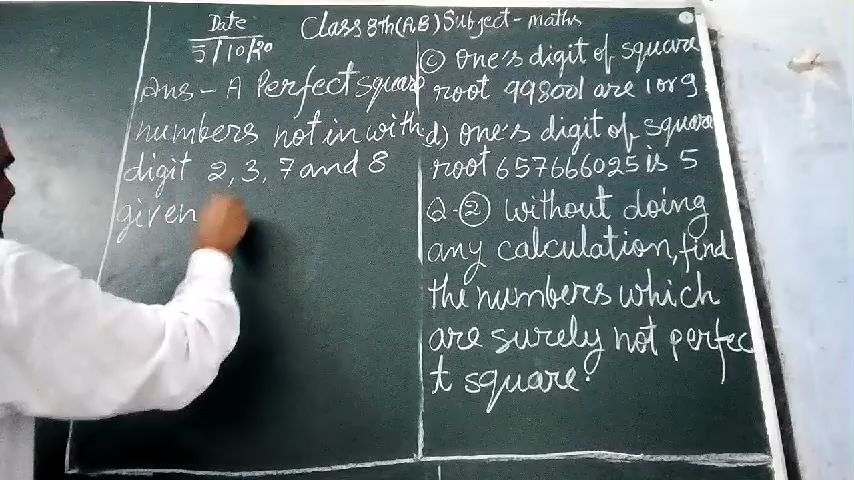 Date
5/10/20
Class 8th(A,B) Subject - maths
Ans - A Perfect square
numbers not in with
digit 2, 3, 7 and 8
given
(c) One's digit of square
root 998001 are 1 or 9
d) One's digit of square
root 657666025 is 5
Q-(2) without doing
any calculation, find
the numbers which
are surely not perfec
t square.